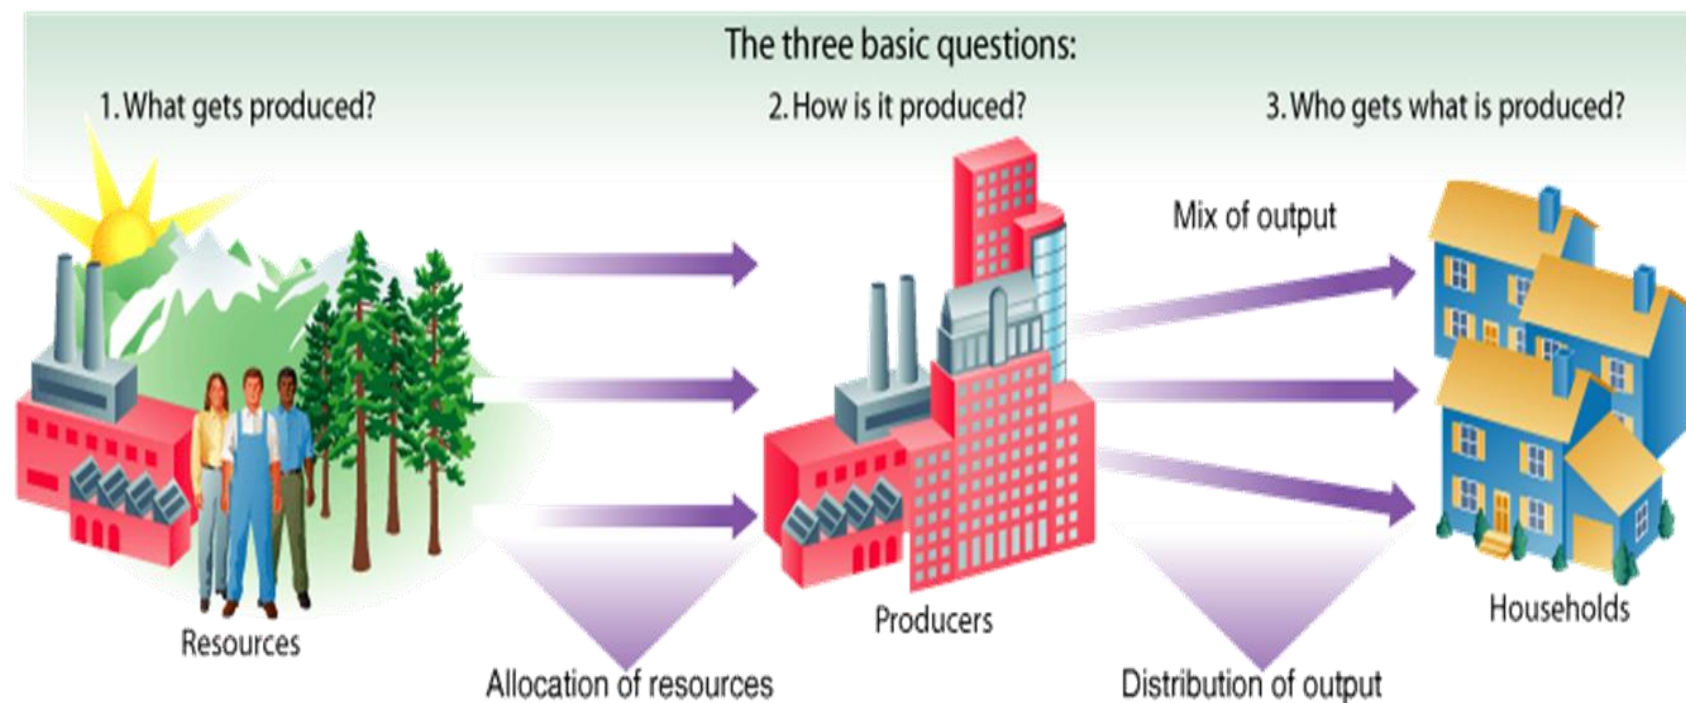 The three basic questions:
1. What gets produced?
2. How is it produced?
3. Who gets what is produced?
Mix of output
Resources
Producers
Households
Allocation of resources
Distribution of output